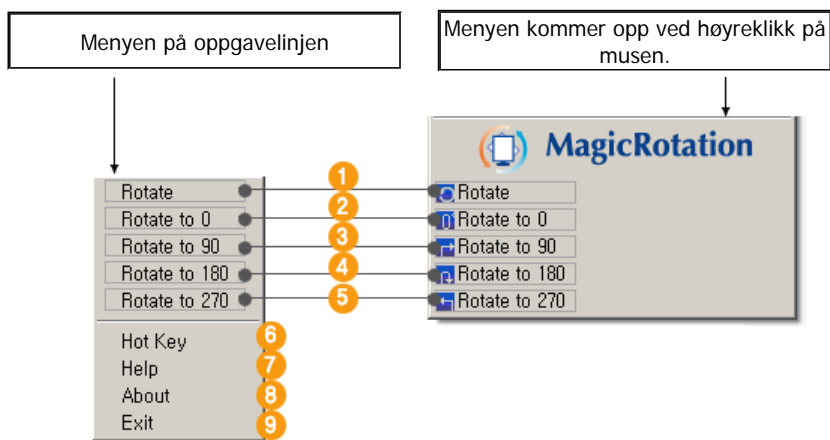 Menyen på oppgavelinjen
Menyen kommer opp ved høyreklikk på
musen.
MagicRotation
1
Rotate
Rotate
2
Rotate to 0
Rotate to 0
3
Rotate to 90
Rotate to 90
4
Rotate to 180
Rotate to 180
5
Rotate to 270
Rotate to 270
Hot Key
6
Help
7
About
8
Exit
9